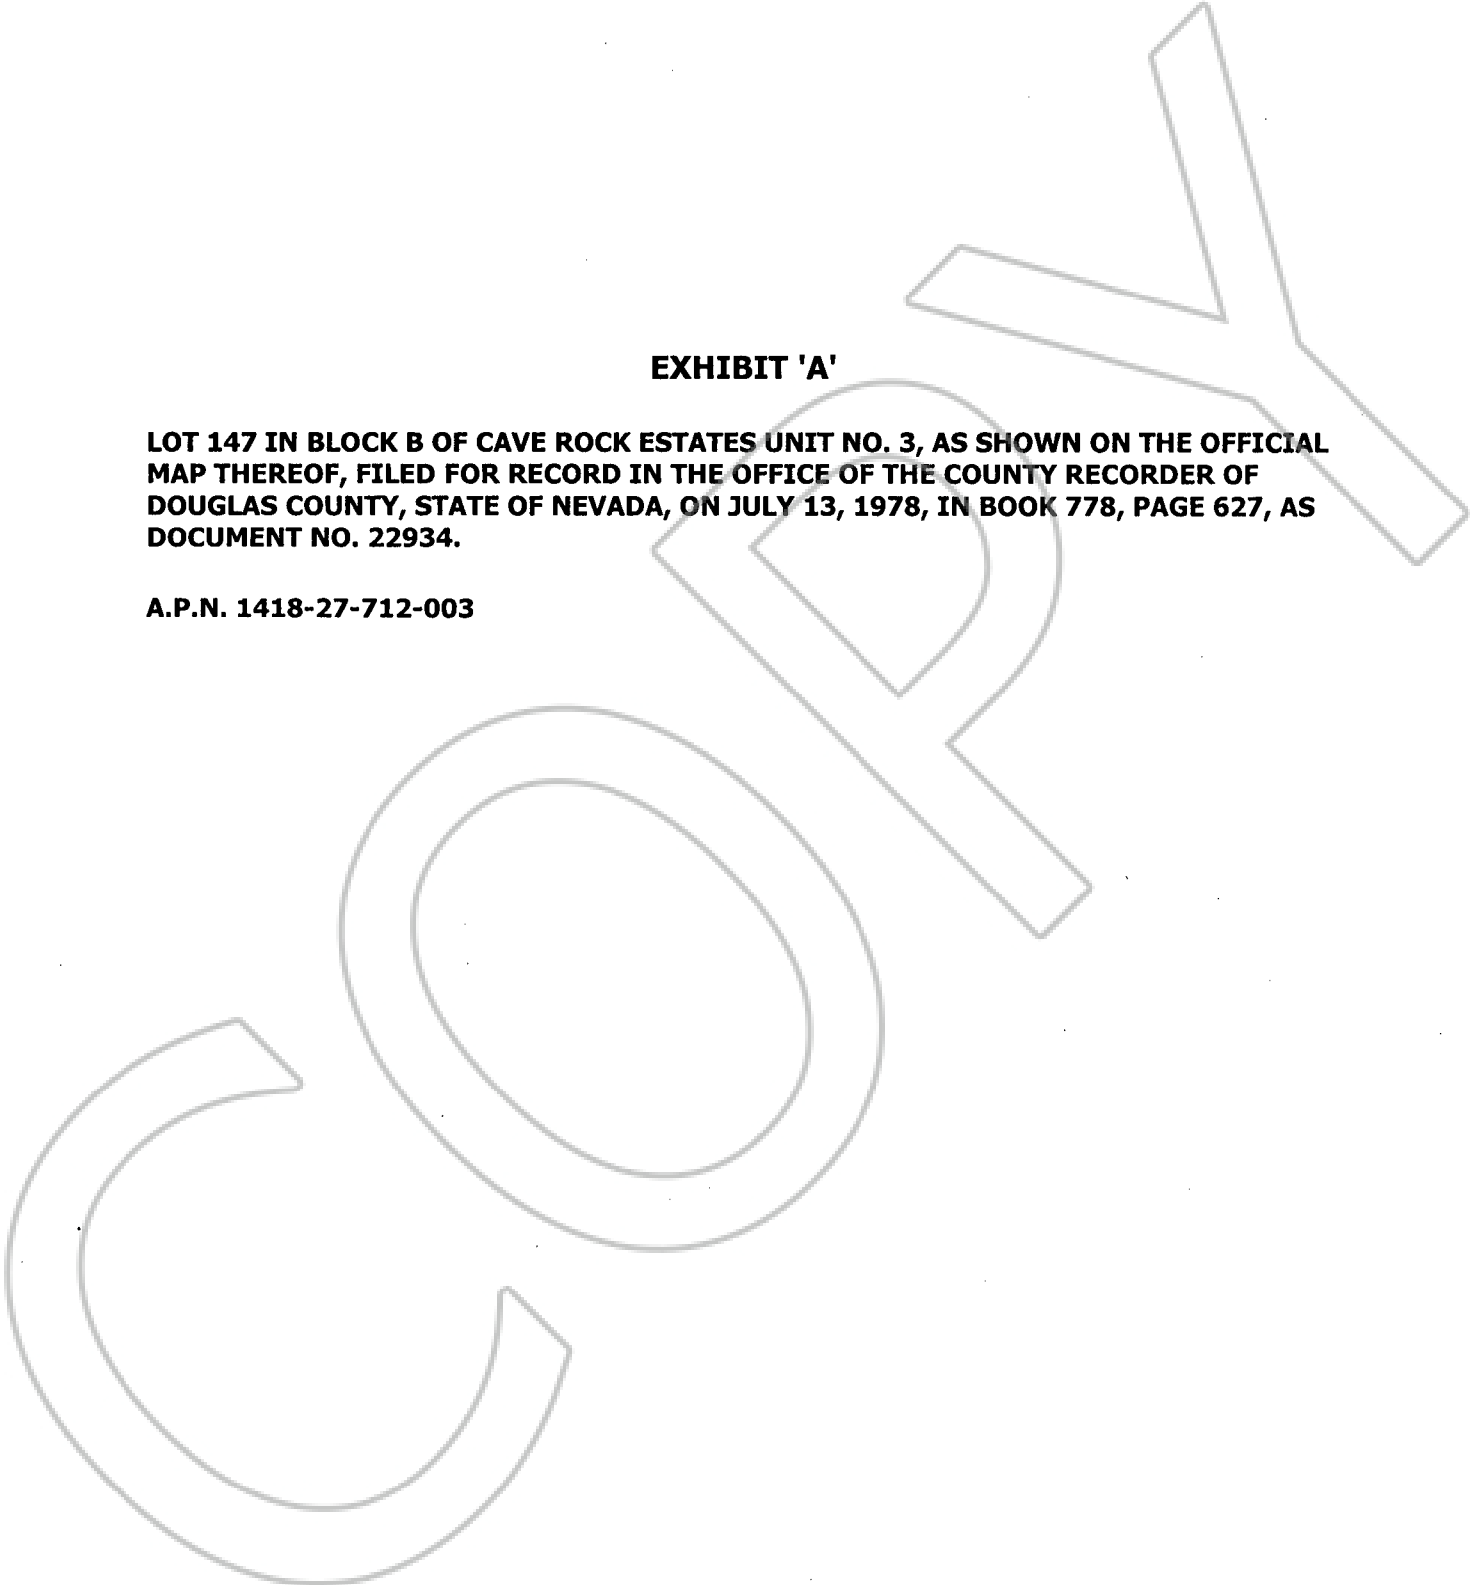 EXHIBIT 'A'
LOT 147 IN BLOCK B OF CAVE ROCK ESTATES UNIT NO. 3, AS SHOWN ON THE OFFICIAL
MAP THEREOF, FILED FOR RECORD IN THE OFFICE OF THE COUNTY RECORDER OF
DOUGLAS COUNTY, STATE OF NEVADA, ON JULY 13, 1978, IN BOOK 778, PAGE 627, AS
DOCUMENT NO. 22934.
A.P.N. 1418-27-712-003
COPY